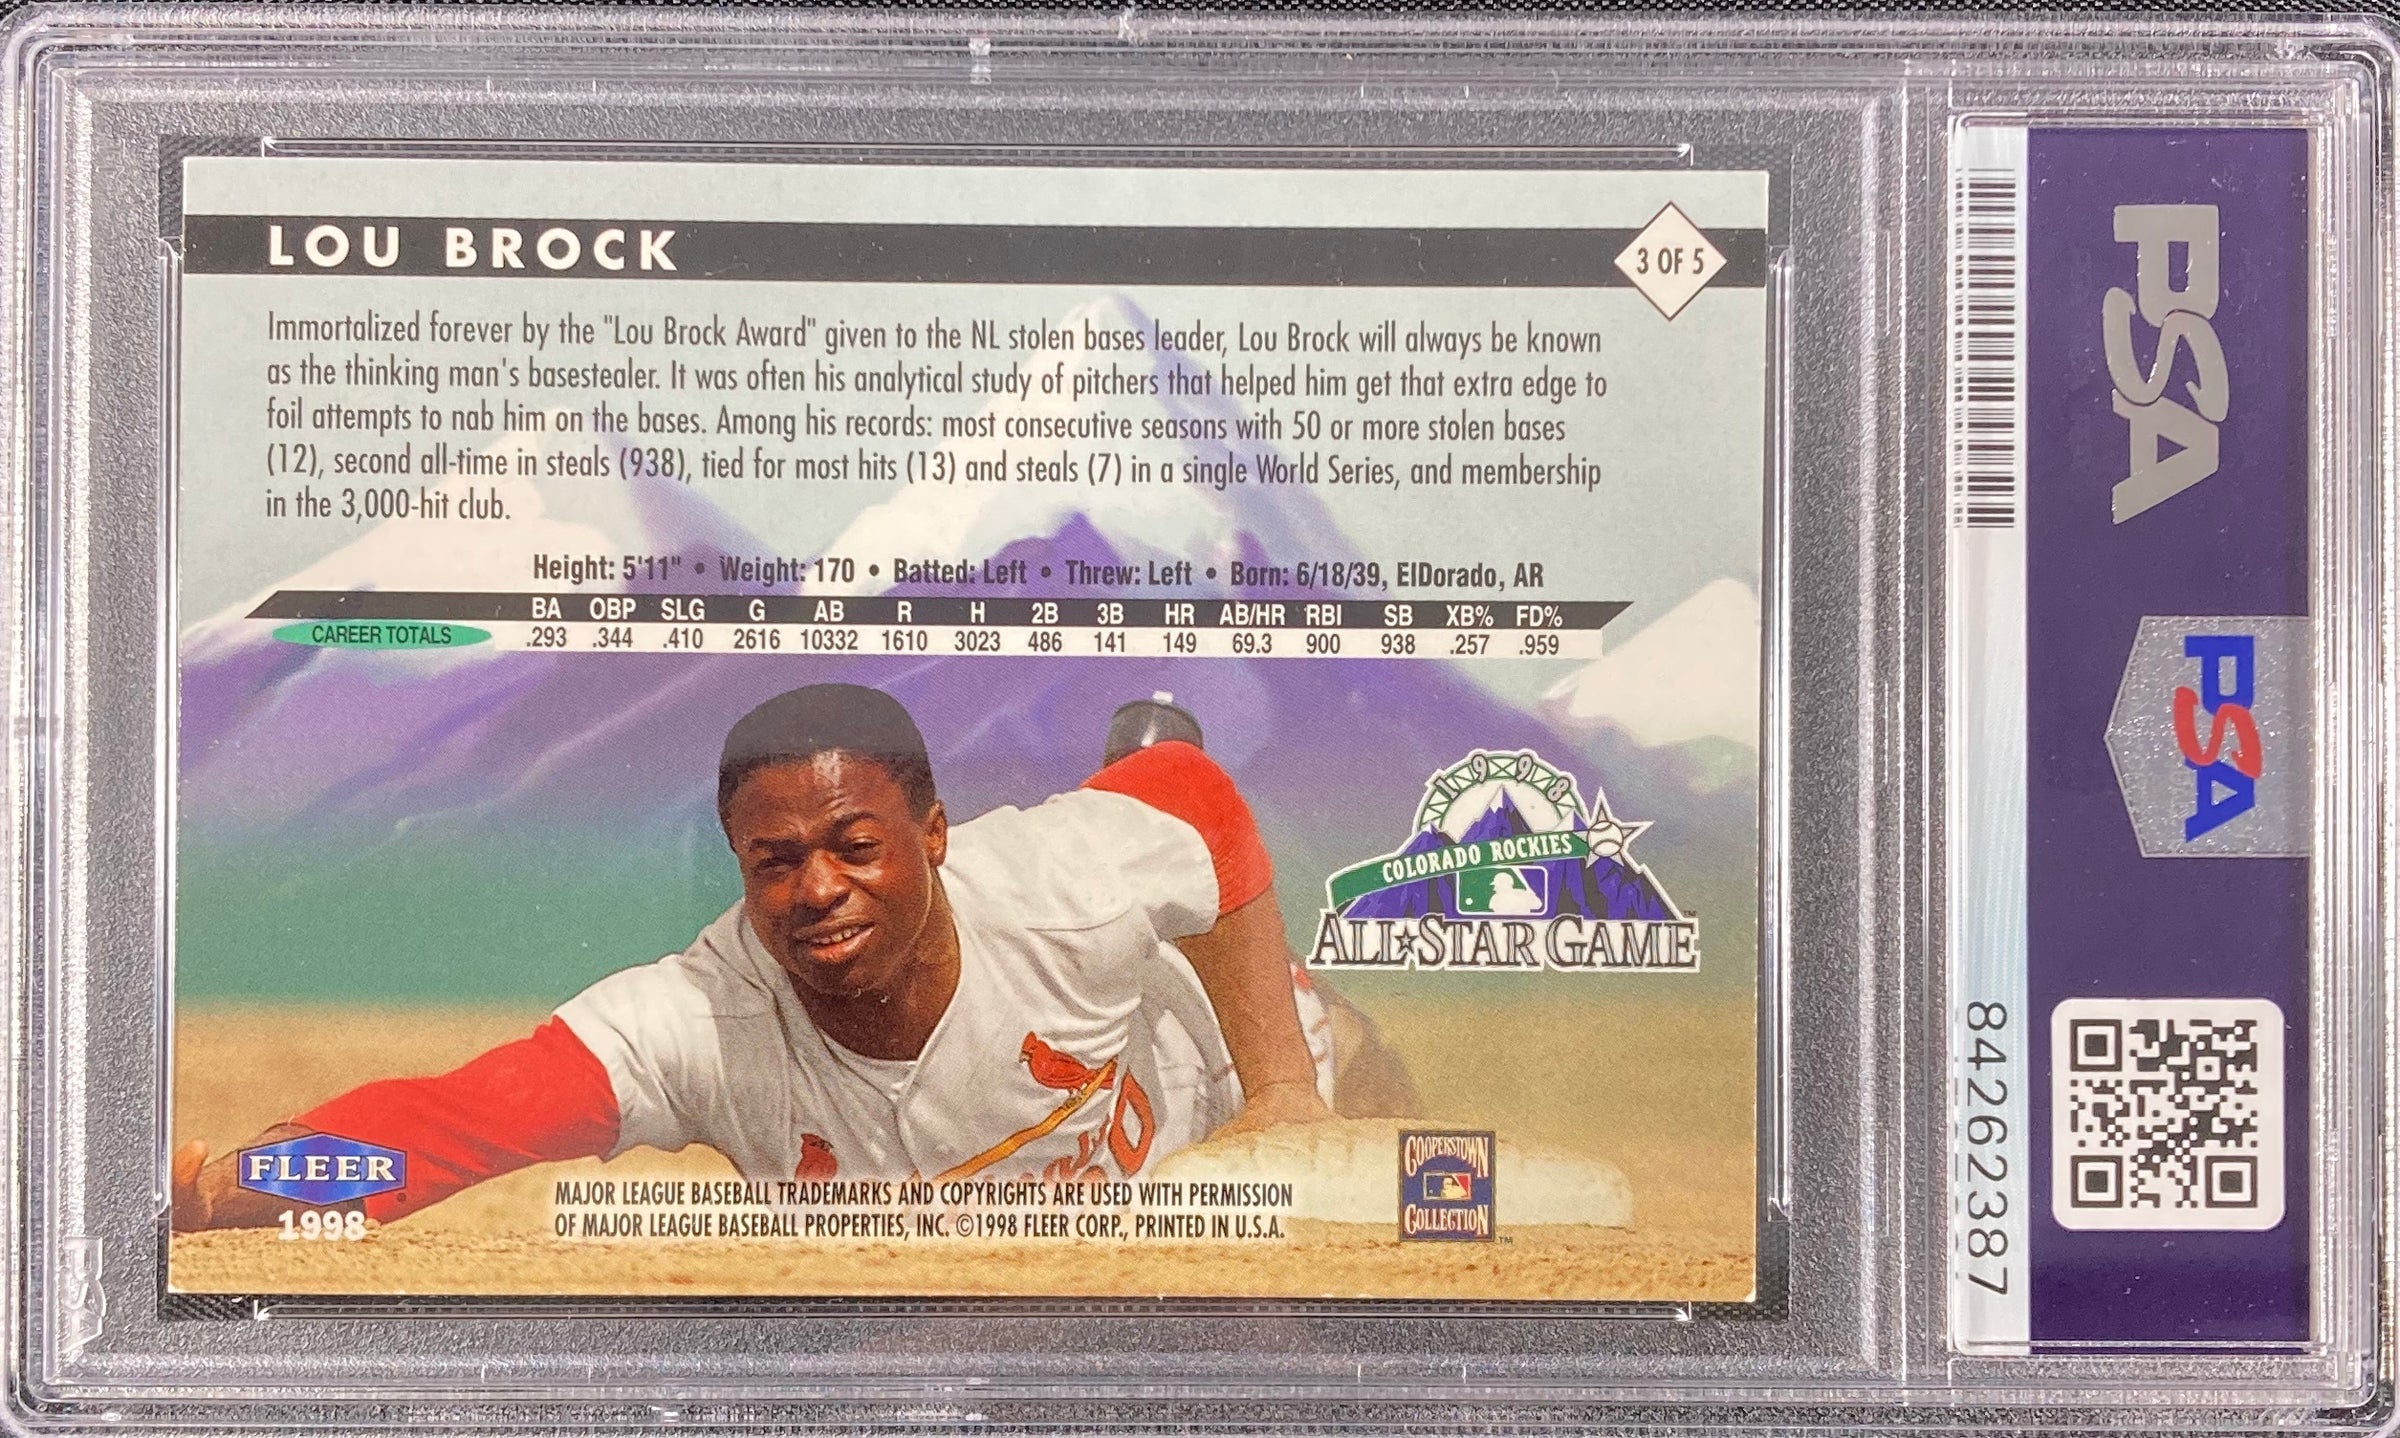 LOU BROCK
3 OF 5
Immortalized forever by the "Lou Brock Award" given to the NL stolen bases leader, Lou Brock will always be known
as the thinking man's basestealer. It was often his analytical study of pitchers that helped him get that extra edge to
foil attempts to nab him on the bases. Among his records: most consecutive seasons with 50 or more stolen bases
(12), second all-time in steals (938), tied for most hits (13) and steals (7) in a single World Series, and membership
in the 3,000-hit club.
Height: 5'11" • Weight: 170 • Batted: Left • Threw: Left • Born: 6/18/39, ElDorado, AR
BA OBP SLG G AB R H 2B 3B HR AB/HR RBI SB XB% FD%
CAREER TOTALS .293 .344 .410 2616 10332 1610 3023 486 141 149 69.3 900 938 .257 .959
1998
COLORADO ROCKIES
ALL★STAR GAME™
FLEER®
1998
MAJOR LEAGUE BASEBALL TRADEMARKS AND COPYRIGHTS ARE USED WITH PERMISSION
OF MAJOR LEAGUE BASEBALL PROPERTIES, INC. ©1998 FLEER CORP., PRINTED IN U.S.A.
COOPERSTOWN
COLLECTION™
PSA
PSA
84262387
PSA